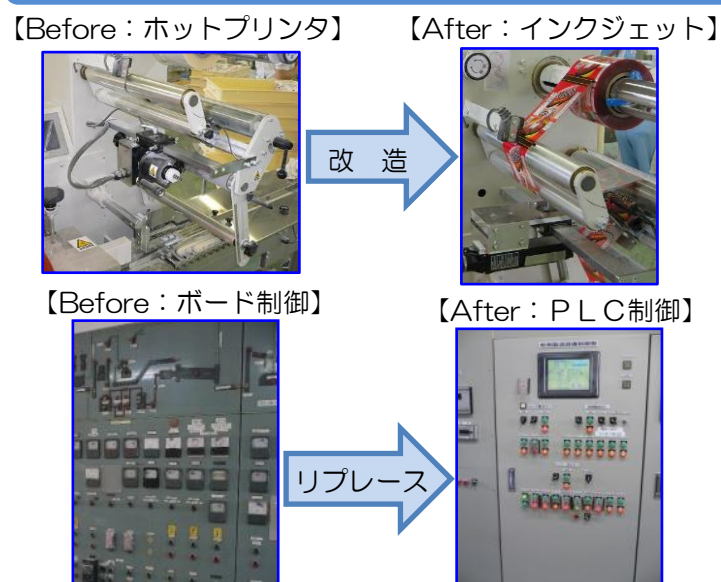 【Before：ホットプリンタ】
【After：インクジェット】
改　造
【Before：ボード制御】
【After：ＰＬＣ制御】
リプレース